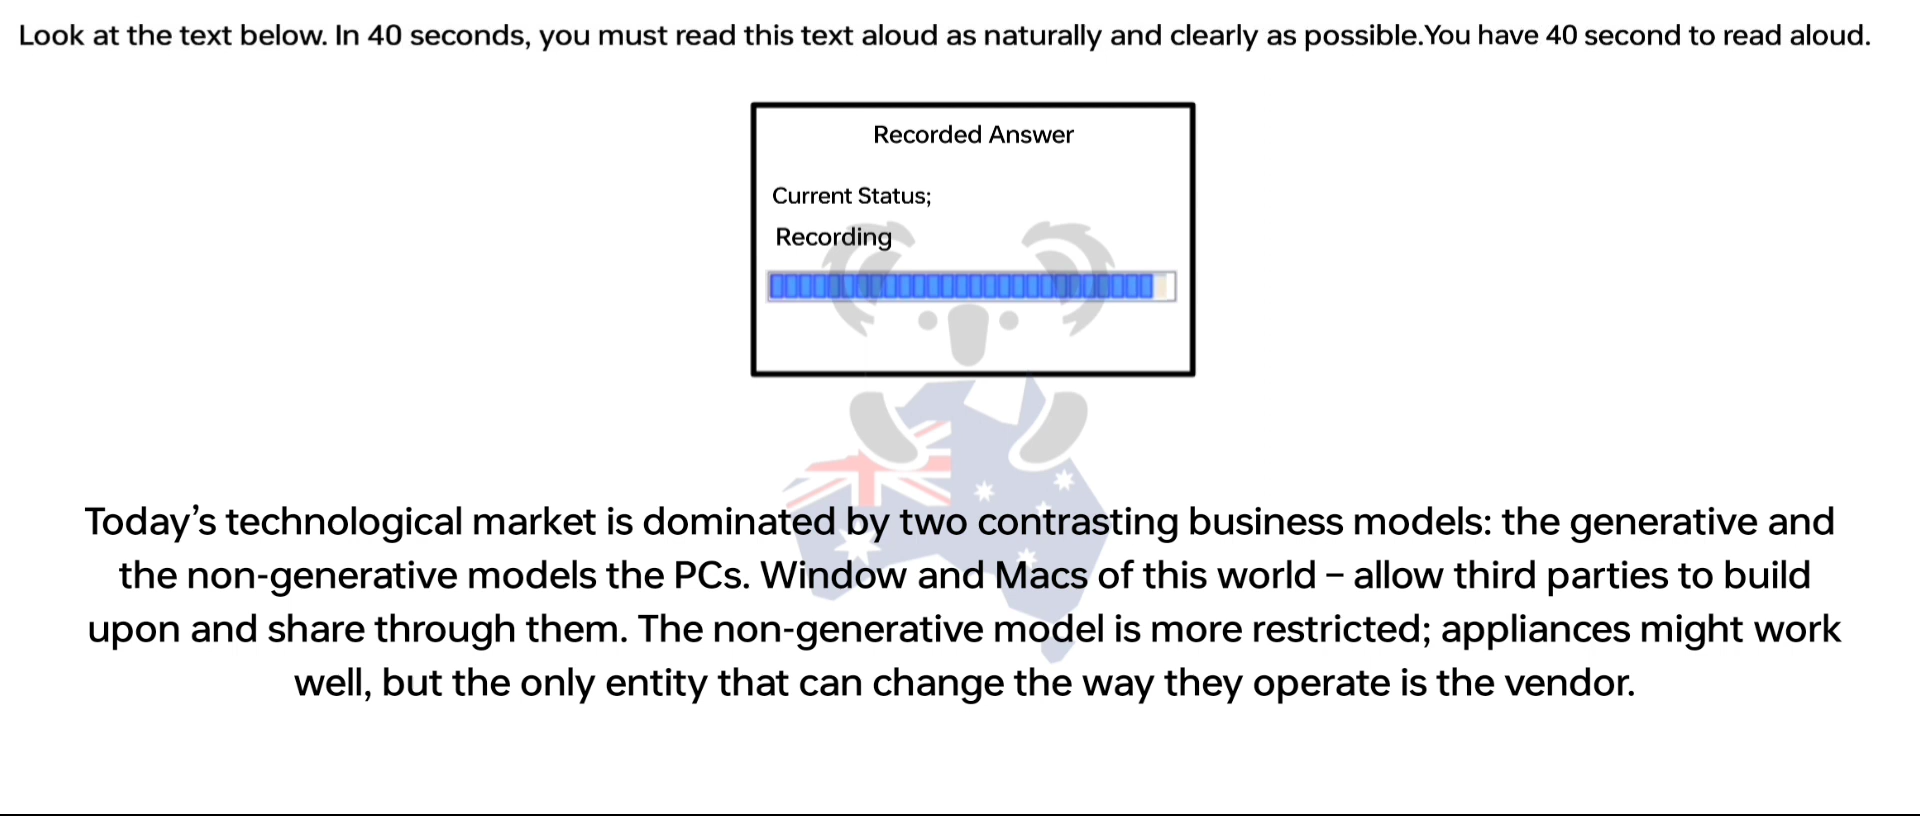 Look at the text below. In 40 seconds, you must read this text aloud as naturally and clearly as possible.You have 40 second to read aloud.
Recorded Answer
Current Status;
Recording
Today’s technological market is dominated by two contrasting business models: the generative and
the non-generative models the PCs. Window and Macs of this world – allow third parties to build
upon and share through them. The non-generative model is more restricted; appliances might work
well, but the only entity that can change the way they operate is the vendor.